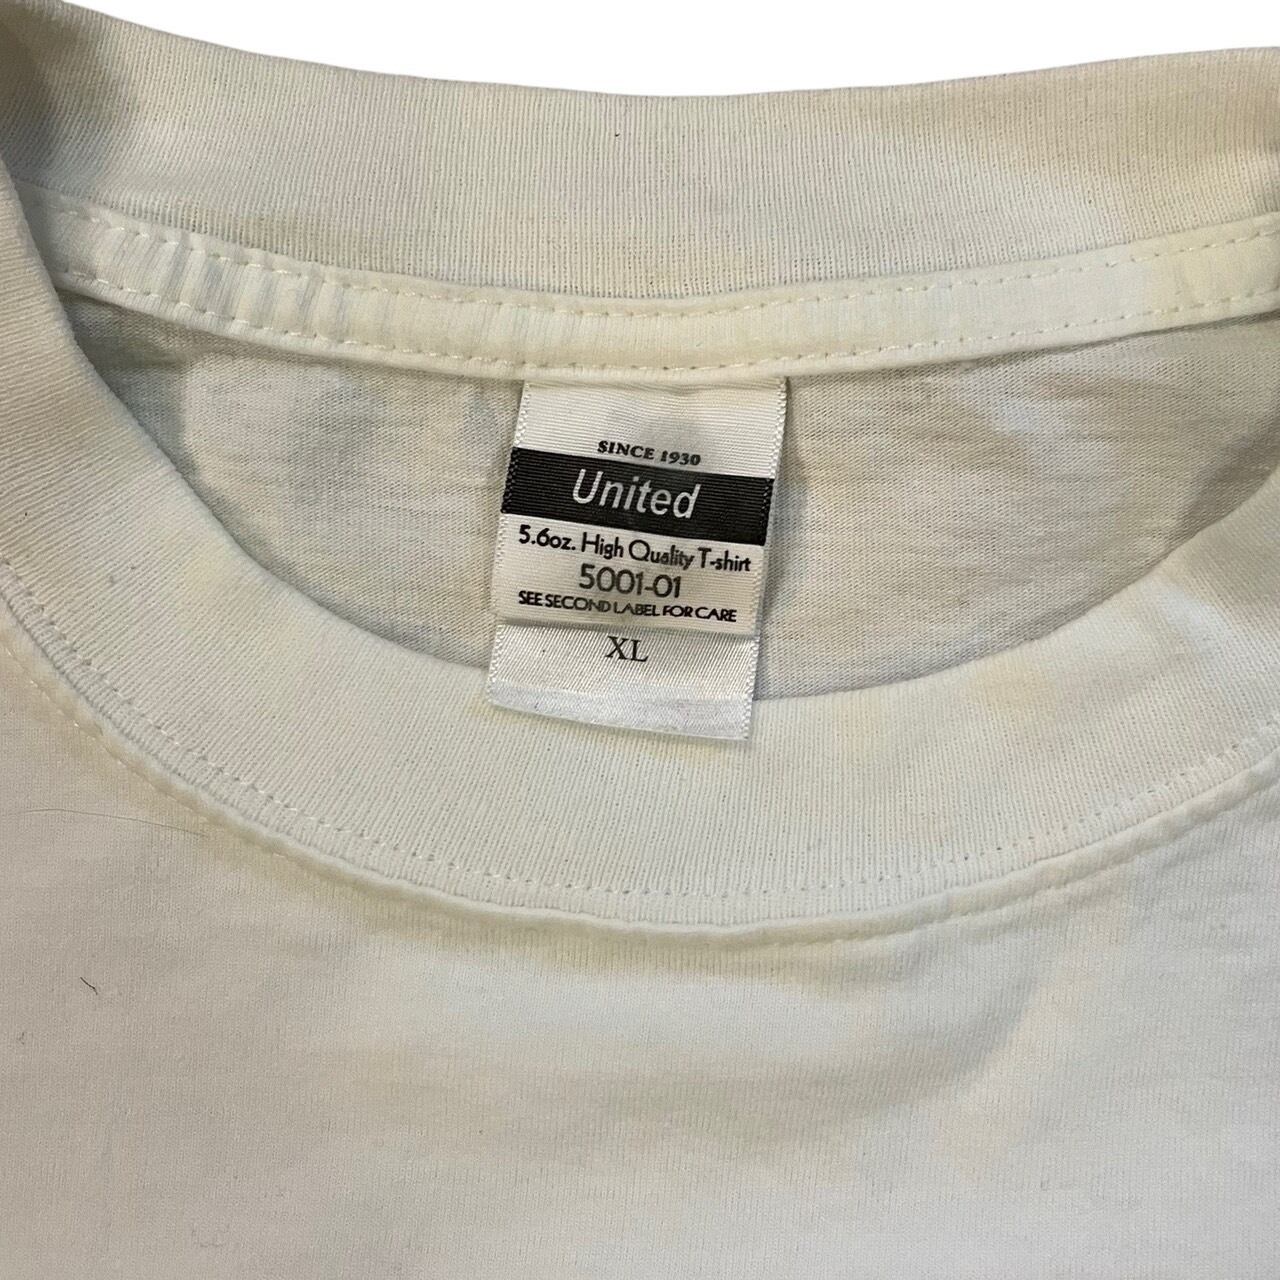 SINCE 1930
United
5.6oz. High Quality T-shirt
5001-01
SEE SECOND LABEL FOR CARE
XL